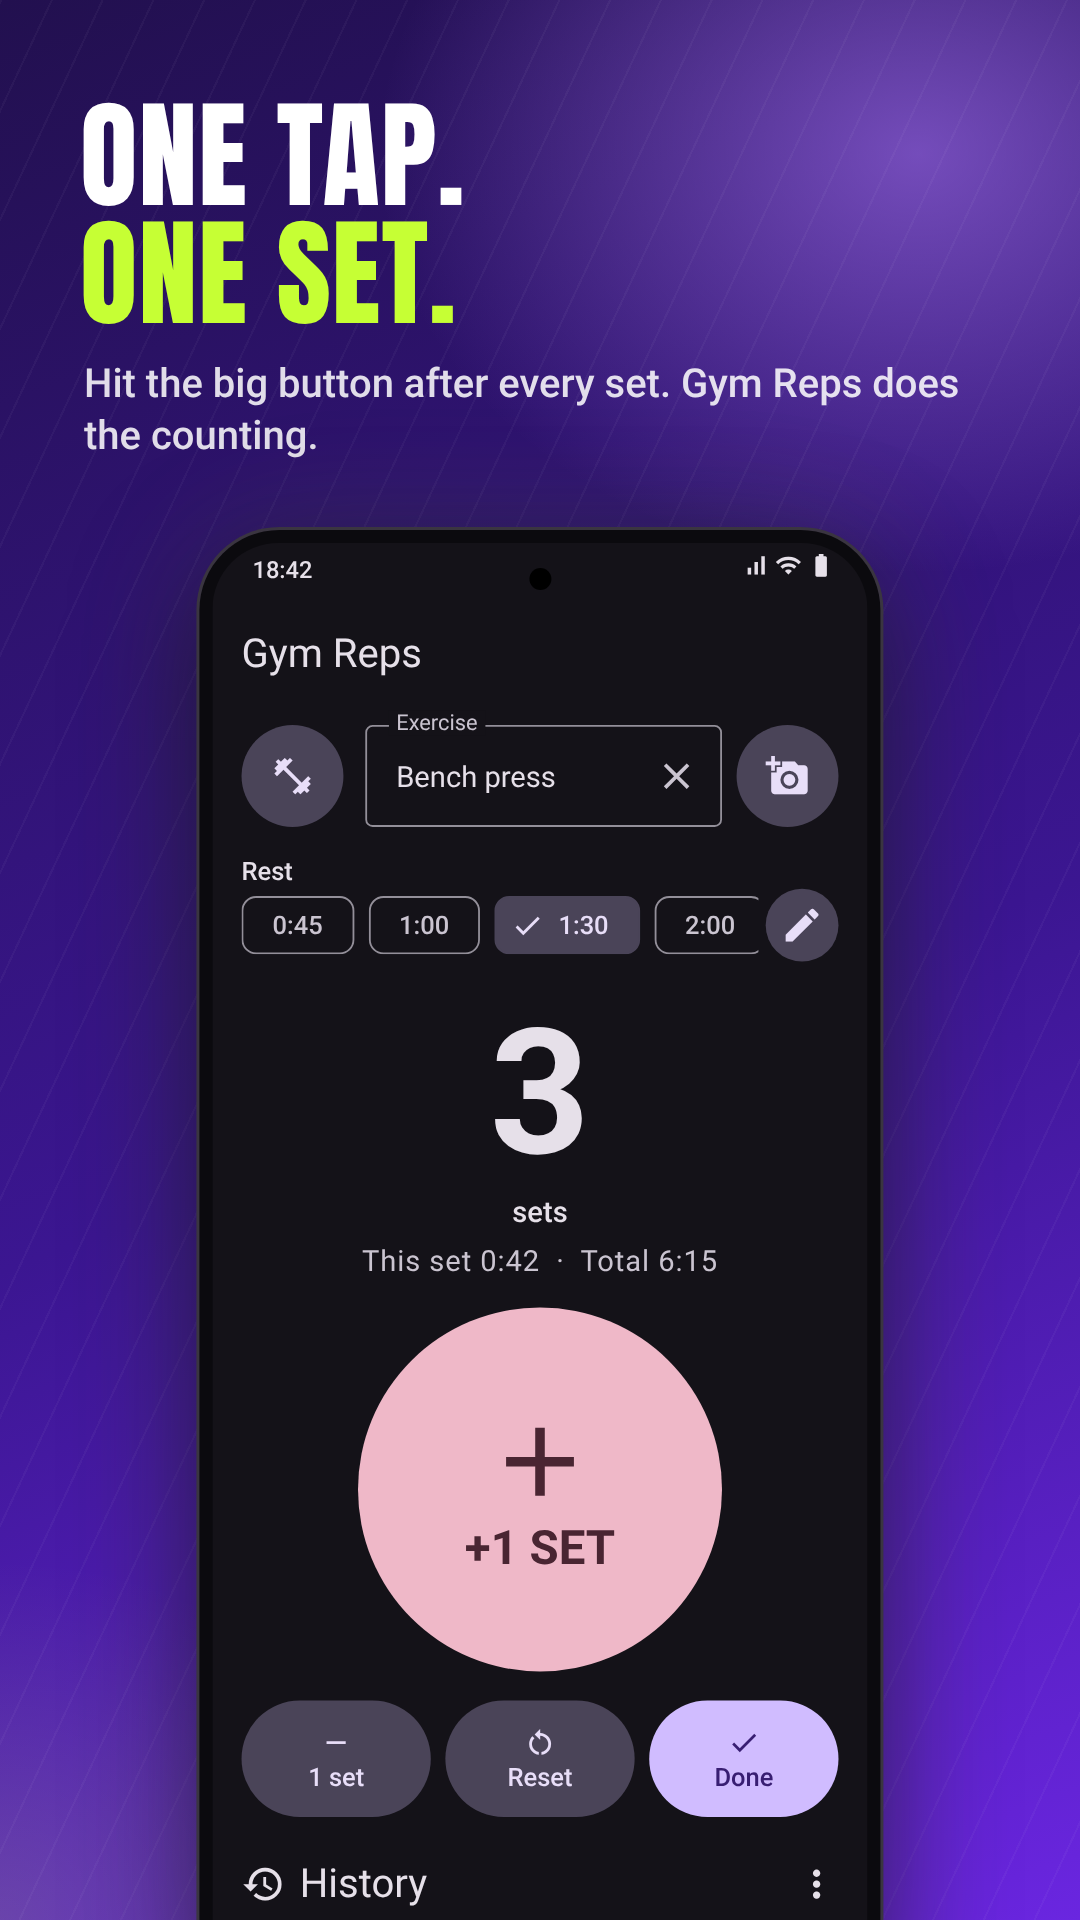 ONE TAP.
ONE SET.
Hit the big button after every set. Gym Reps does
the counting.
18:42
Gym Reps
Exercise
Bench press
Rest
0:45
1:00
1:30
2:00
3
sets
This set 0:42 · Total 6:15
+1 SET
1 set
Reset
Done
History